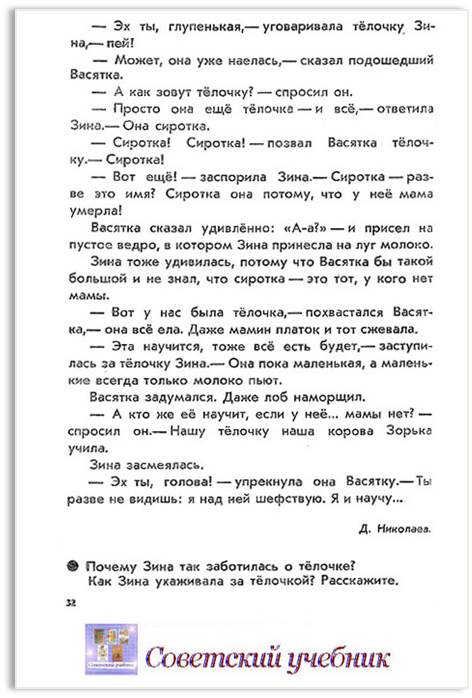 — Эх ты, глупенькая,— уговаривала тёлочку Зи-
на,— пей!
— Может, она уже наелась,— сказал подошедший
Васятка.
— А как зовут тёлочку? — спросил он.
— Просто она ещё тёлочка — и всё,— ответила
Зина.— Она сиротка.
— Сиротка! Сиротка! — позвал Васятка тёлоч-
ку.— Сиротка!
— Вот ещё! — заспорила Зина.— Сиротка — раз-
ве это имя? Сиротка она потому, что у неё мама
умерла!
Васятка сказал удивлённо: «А-а?» — и присел на
пустое ведро, в котором Зина принесла на луг молоко.
Зина тоже удивилась, потому что Васятка бы такой
большой и не знал, что сиротка — это тот, у кого нет
мамы.
— Вот у нас была тёлочка,— похвастался Васят-
ка,— она всё ела. Даже мамин платок и тот сжевала.
— Эта научится, тоже всё есть будет,— заступи-
лась за тёлочку Зина.— Она пока маленькая, а малень-
кие всегда только молоко пьют.
Васятка задумался. Даже лоб наморщил.
— А кто же её научит, если у неё... мамы нет? —
спросил он.— Нашу тёлочку наша корова Зорька
учила.
Зина засмеялась.
— Эх ты, голова! — упрекнула она Васятку.— Ты
разве не видишь: я над ней шефствую. Я и научу...
Д. Николаев.
● Почему Зина так заботилась о тёлочке?
Как Зина ухаживала за тёлочкой? Расскажите.
32
Советский учебник
Советский учебник